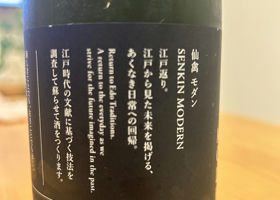 仙禽 モダン
SENKIN MODERN
江戸返り。
江戸から見た未来を掲げる、
あくなき日常への回帰。
Return to Edo Traditions.
A return to the everyday as we
strive for the future imagined in the past.
江戸時代の文献に基づく技法を
調査して蘇らせて酒をつくります。